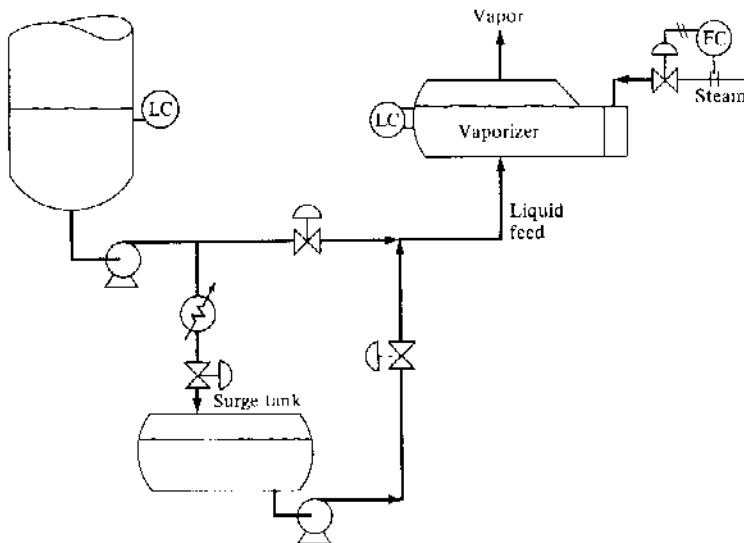 Vapor
FC
Steam
LC
LC
Vaporizer
Liquid
feed
Surge tank